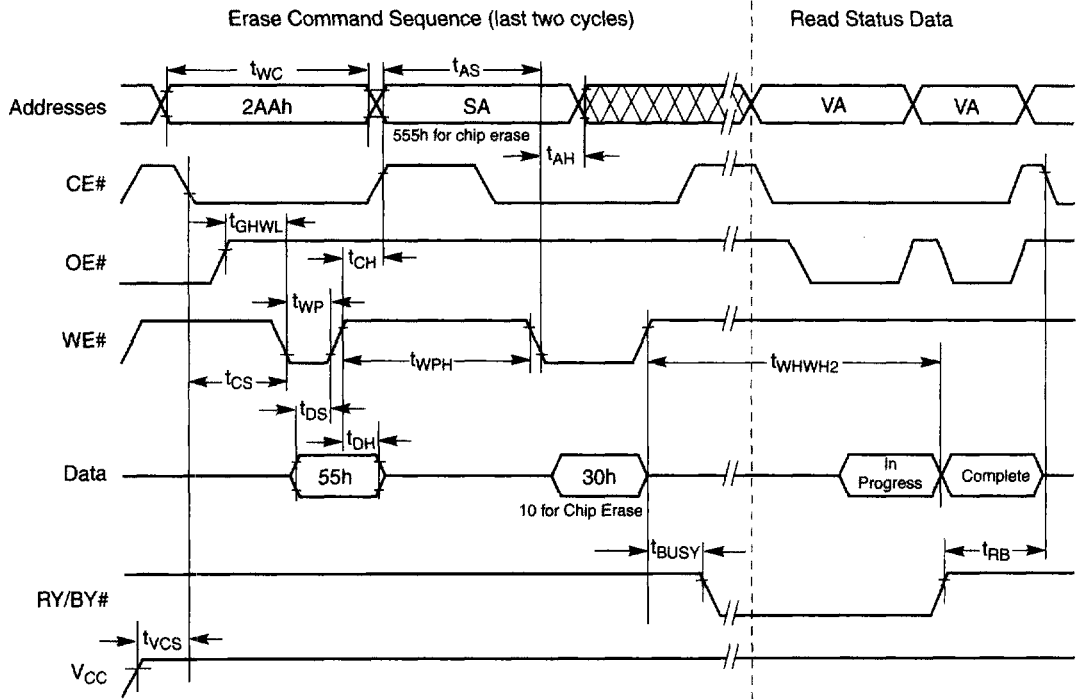 Erase Command Sequence (last two cycles)
Read Status Data
tWC
tAS
Addresses
2AAh
SA
VA
VA
555h for chip erase
tAH
CE#
tGHWL
OE#
tCH
tWP
WE#
tWPH
tWHWH2
tCS
tDS
tDH
Data
55h
30h
In
Progress
Complete
10 for Chip Erase
tBUSY
tRB
RY/BY#
tVCS
VCC